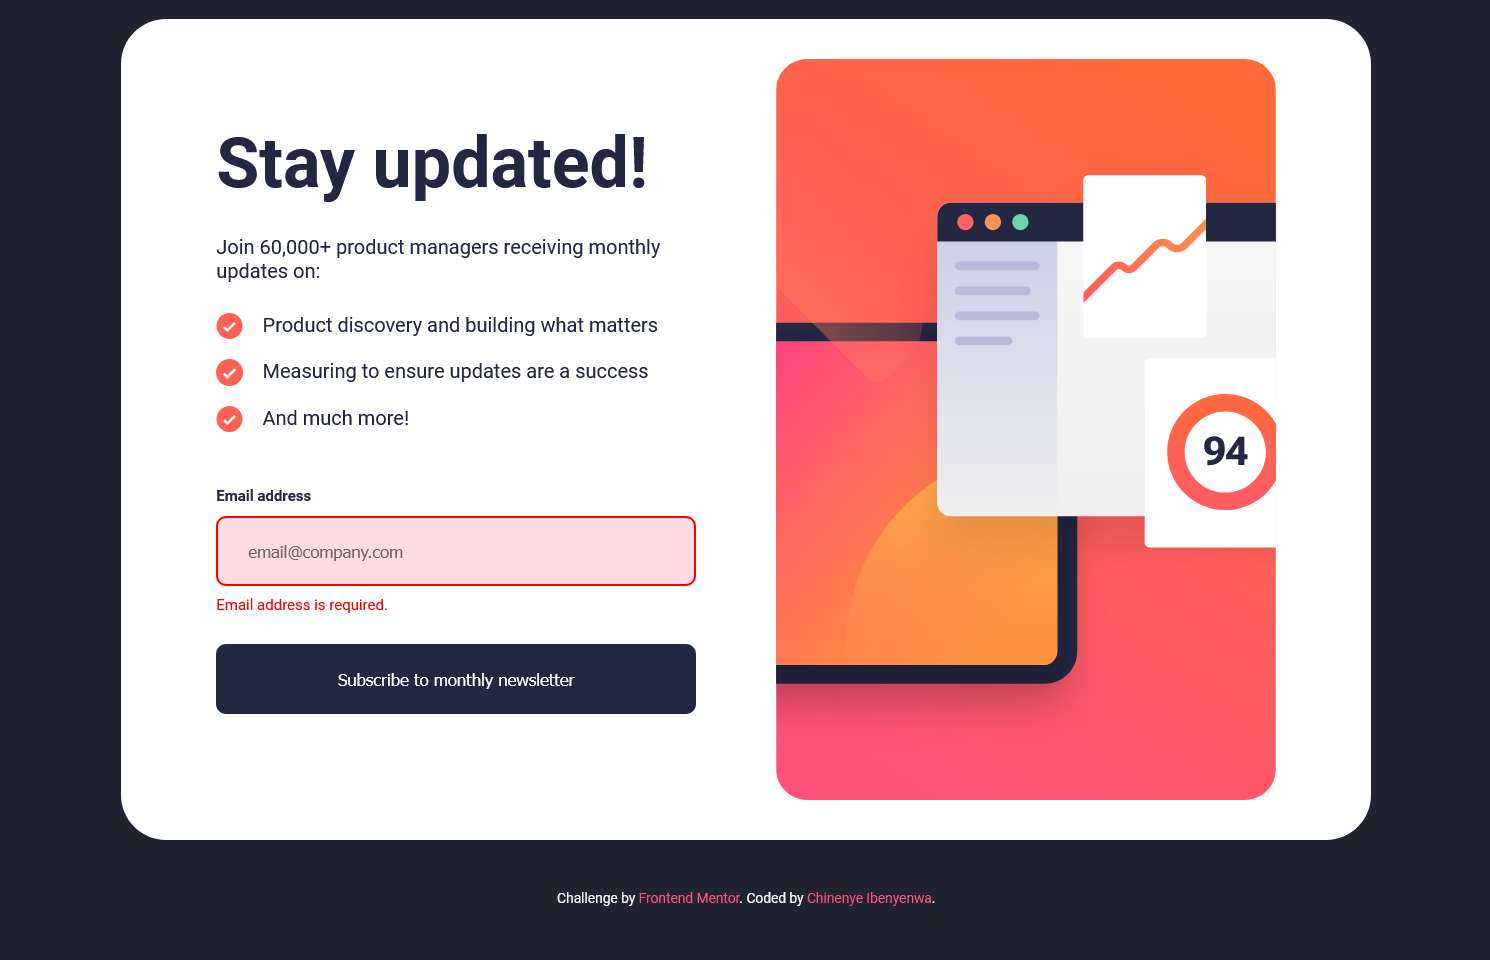 Stay updated!
Join 60,000+ product managers receiving monthly
updates on:
Product discovery and building what matters
Measuring to ensure updates are a success
And much more!
Email address
email@company.com
Email address is required.
Subscribe to monthly newsletter
94
Challenge by Frontend Mentor. Coded by Chinenye Ibenyenwa.